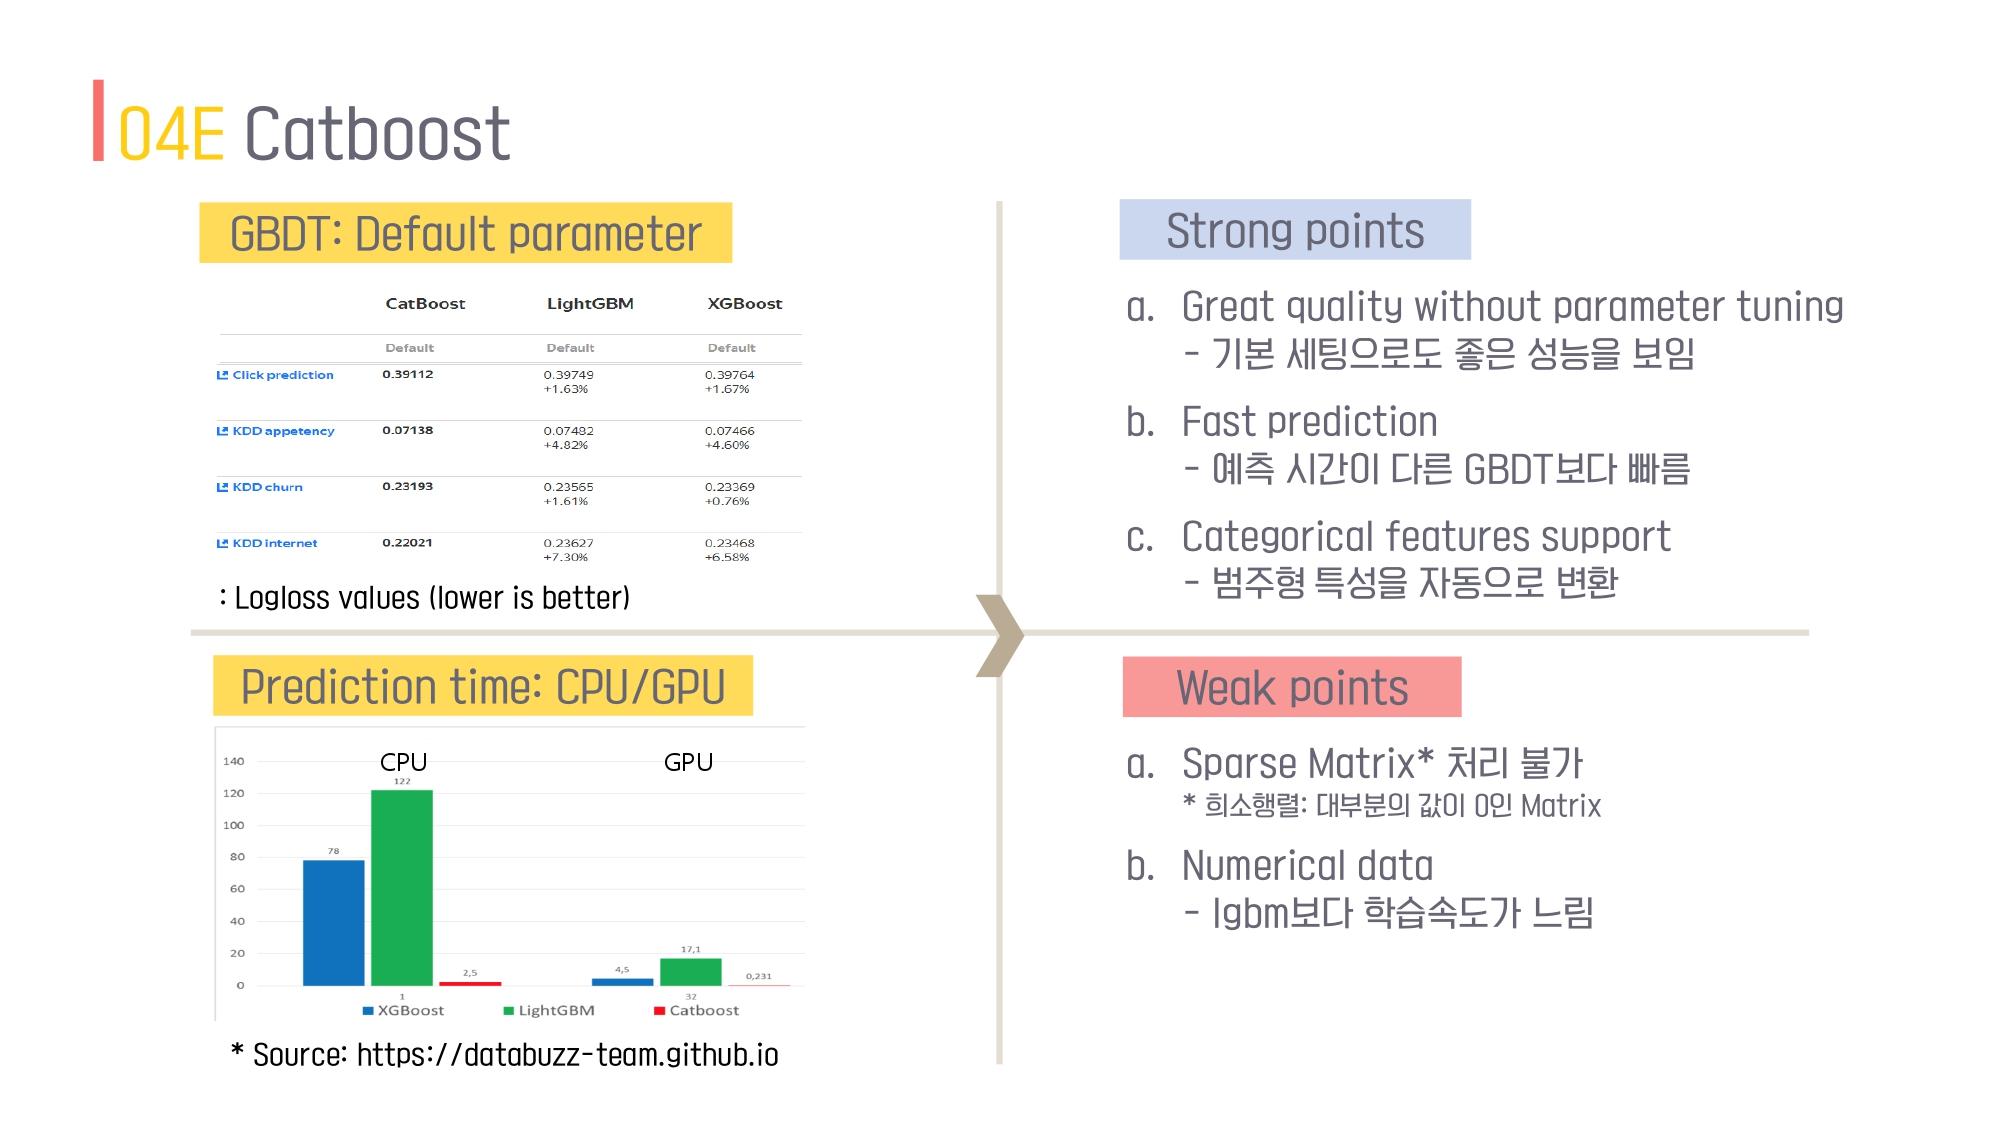 04E Catboost
GBDT: Default parameter
CatBoost LightGBM XGBoost
Default Default Default
Click prediction 0.39112 0.39749 0.39764
+1.63% +1.67%
KDD appetency 0.07138 0.07482 0.07466
+4.82% +4.60%
KDD churn 0.23193 0.23565 0.23369
+1.61% +0.76%
KDD internet 0.22021 0.23627 0.23468
+7.30% +6.58%
: Logloss values (lower is better)
Prediction time: CPU/GPU
CPU GPU
140
120
100
80
60
40
20
0
78
122
2,5
4,5
17,1
0,231
1 32
XGBoost LightGBM Catboost
* Source: https://databuzz-team.github.io
Strong points
a. Great quality without parameter tuning
- 기본 세팅으로도 좋은 성능을 보임
b. Fast prediction
- 예측 시간이 다른 GBDT보다 빠름
c. Categorical features support
- 범주형 특성을 자동으로 변환
Weak points
a. Sparse Matrix* 처리 불가
* 희소행렬: 대부분의 값이 0인 Matrix
b. Numerical data
- lgbm보다 학습속도가 느림